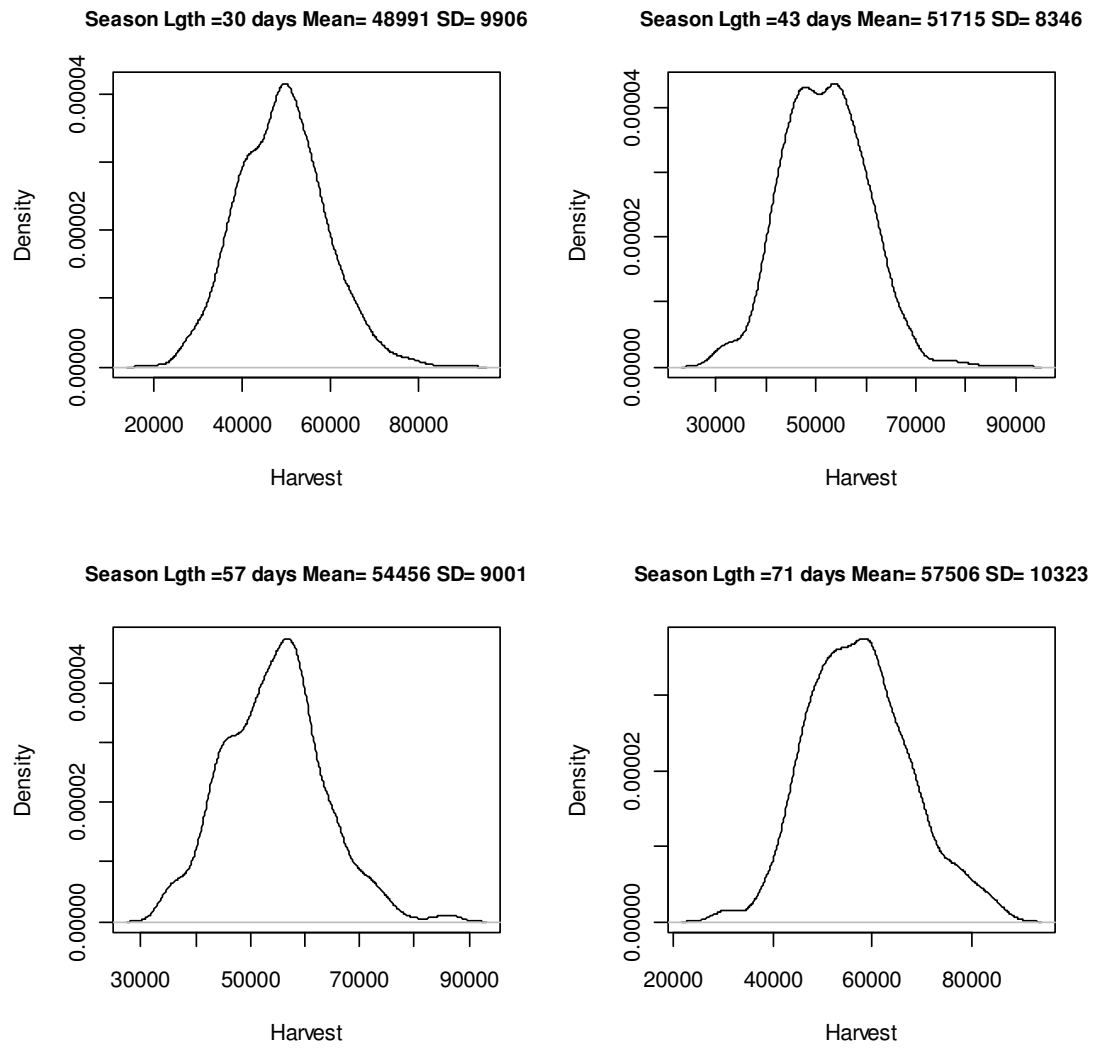 Season Lgth =30 days Mean= 48991 SD= 9906
Density
0.00000 0.00002 0.00004
20000 40000 60000 80000
Harvest
Season Lgth =43 days Mean= 51715 SD= 8346
Density
0.00000 0.00002 0.00004
30000 50000 70000 90000
Harvest
Season Lgth =57 days Mean= 54456 SD= 9001
Density
0.00000 0.00002 0.00004
30000 50000 70000 90000
Harvest
Season Lgth =71 days Mean= 57506 SD= 10323
Density
0.00000 0.00002
20000 40000 60000 80000
Harvest